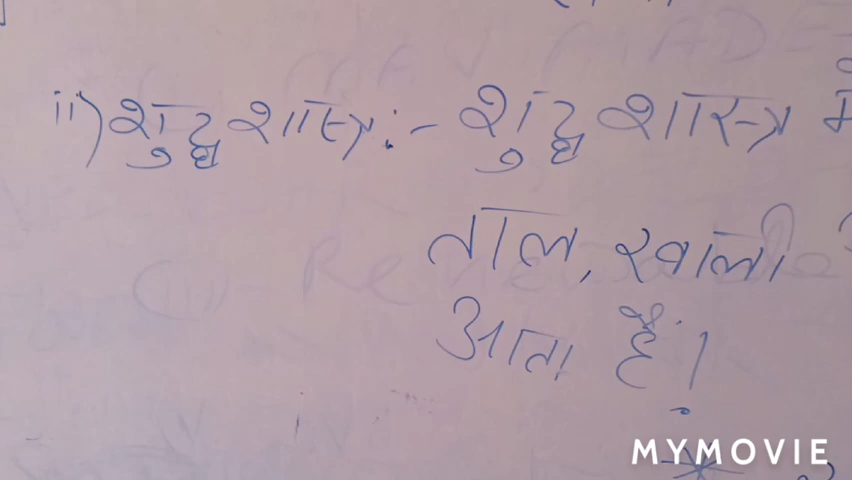 ii) शुद्ध शास्त्र :- शुद्ध शास्त्र में
ताल, खाली
आता है।
MYMOVIE